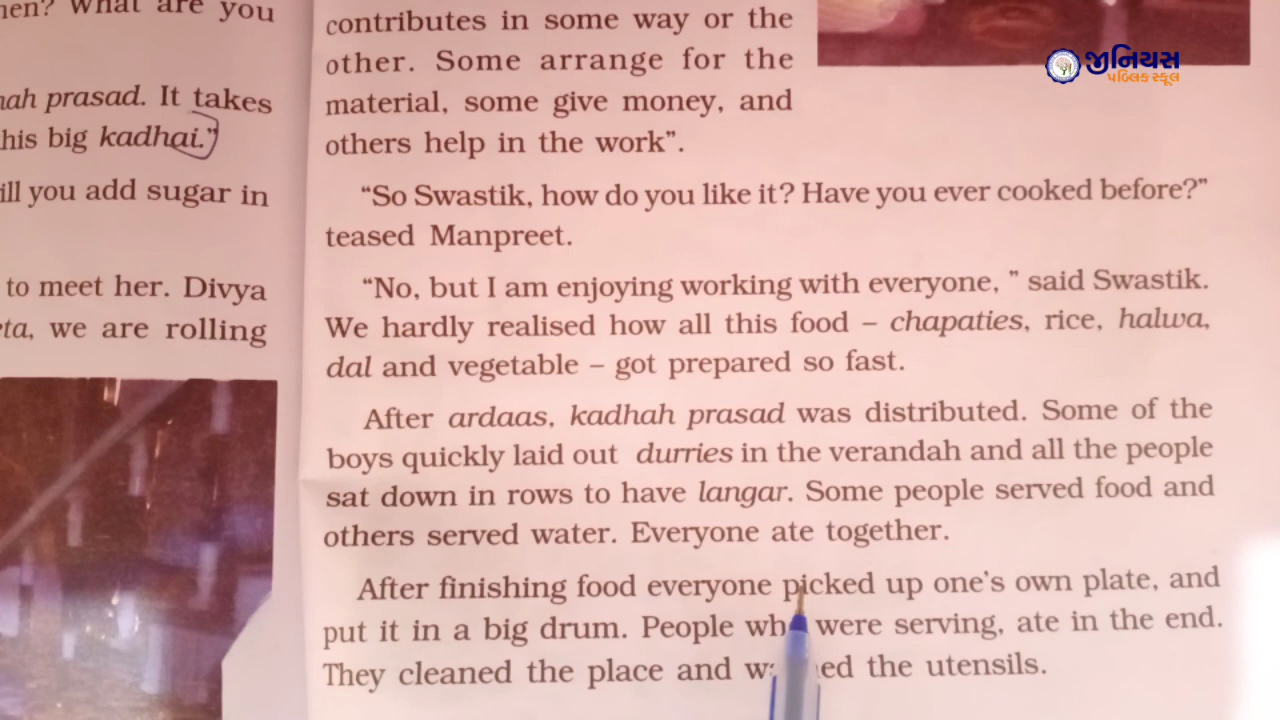 hen? What are you
ah prasad. It takes
his big kadhai.”
ill you add sugar in
to meet her. Divya
ta, we are rolling
contributes in some way or the
other. Some arrange for the
material, some give money, and
others help in the work”.
“So Swastik, how do you like it? Have you ever cooked before?”
teased Manpreet.
“No, but I am enjoying working with everyone, ” said Swastik.
We hardly realised how all this food – chapaties, rice, halwa,
dal and vegetable – got prepared so fast.
After ardaas, kadhah prasad was distributed. Some of the
boys quickly laid out durries in the verandah and all the people
sat down in rows to have langar. Some people served food and
others served water. Everyone ate together.
After finishing food everyone picked up one’s own plate, and
put it in a big drum. People wh were serving, ate in the end.
They cleaned the place and w ed the utensils.
જીનિયસ
પબ્લિક સ્કૂલ